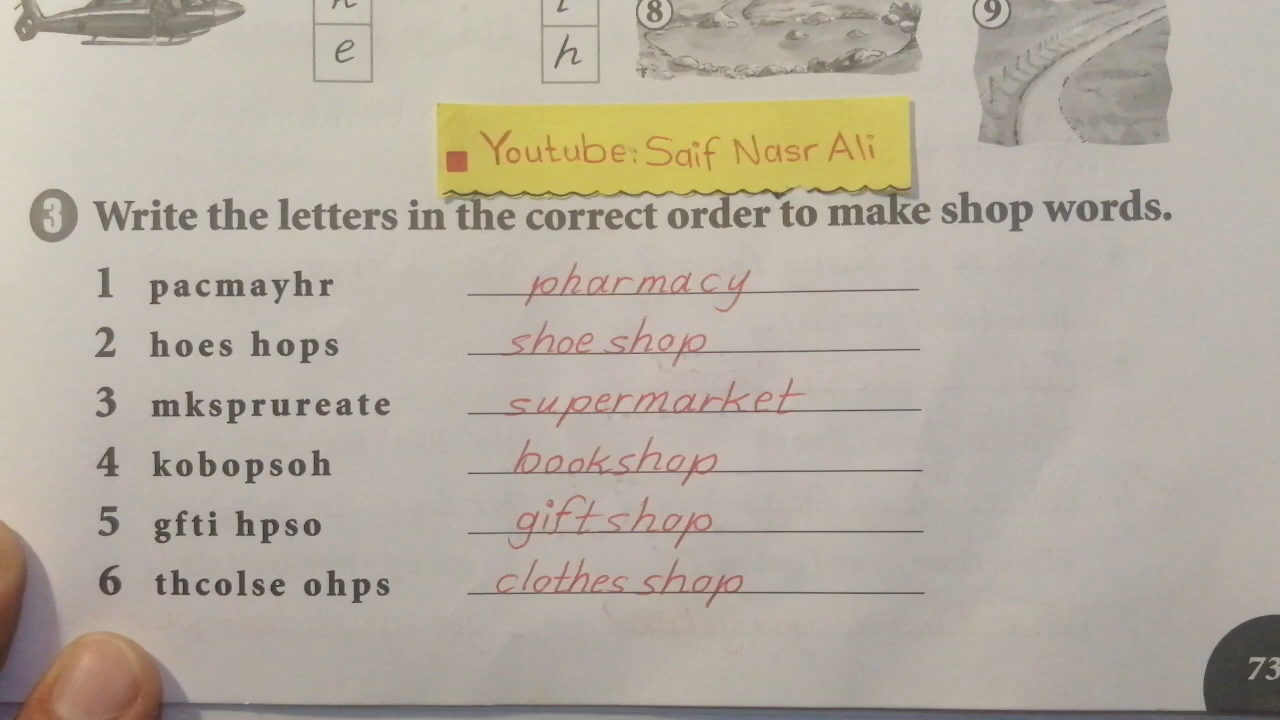 n
e
l
h
8
9
Youtube: Saif Nasr Ali
3 Write the letters in the correct order to make shop words.
1 pacmayhr pharmacy
2 hoes hops shoe shop
3 mksprureate supermarket
4 kobopsoh bookshop
5 gfti hpso gift shop
6 thcolse ohps clothes shop
73